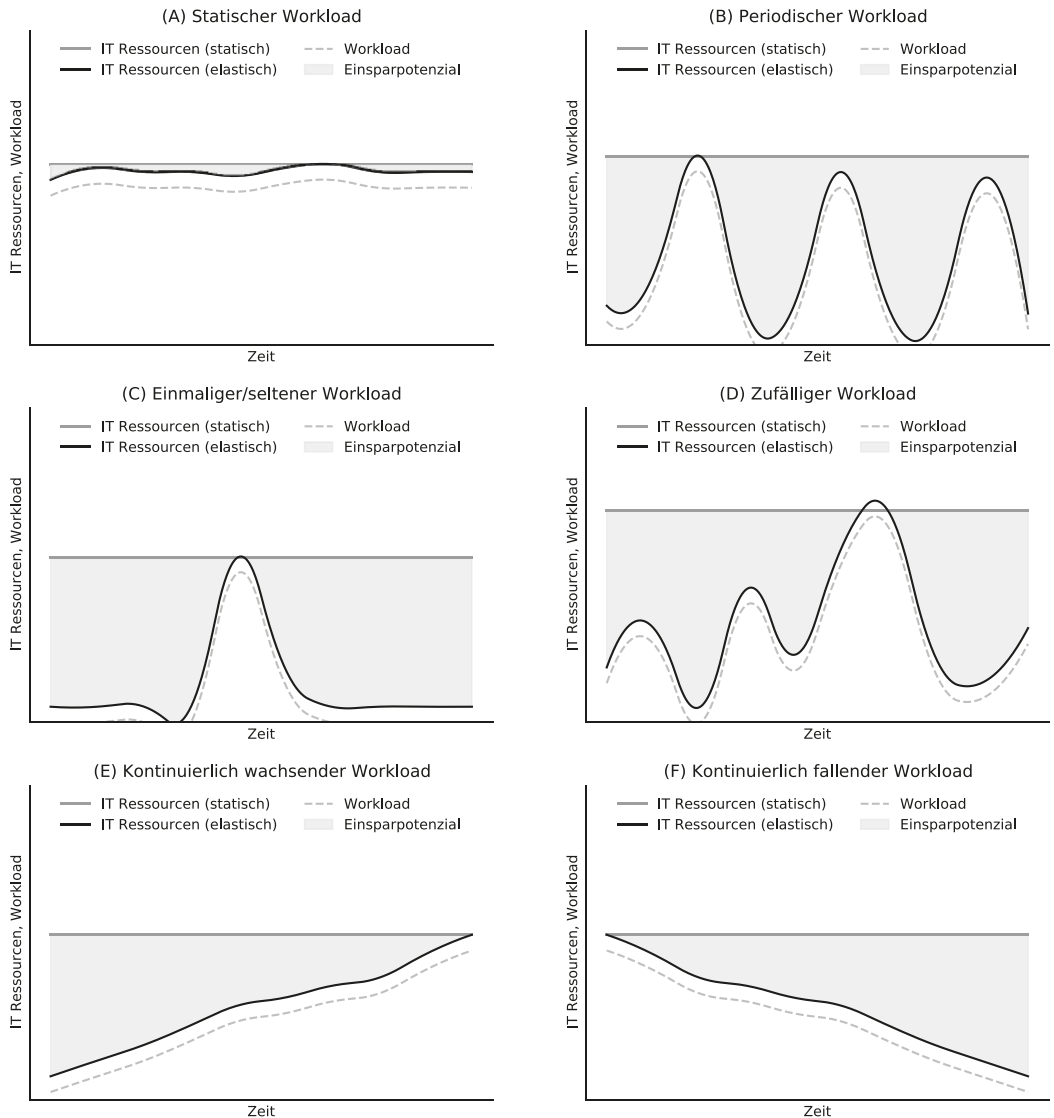 (A) Statischer Workload
IT Ressourcen (statisch)
IT Ressourcen (elastisch)
Workload
Einsparpotenzial
IT Ressourcen, Workload
Zeit
(B) Periodischer Workload
IT Ressourcen (statisch)
IT Ressourcen (elastisch)
Workload
Einsparpotenzial
IT Ressourcen, Workload
Zeit
(C) Einmaliger/seltener Workload
IT Ressourcen (statisch)
IT Ressourcen (elastisch)
Workload
Einsparpotenzial
IT Ressourcen, Workload
Zeit
(D) Zufälliger Workload
IT Ressourcen (statisch)
IT Ressourcen (elastisch)
Workload
Einsparpotenzial
IT Ressourcen, Workload
Zeit
(E) Kontinuierlich wachsender Workload
IT Ressourcen (statisch)
IT Ressourcen (elastisch)
Workload
Einsparpotenzial
IT Ressourcen, Workload
Zeit
(F) Kontinuierlich fallender Workload
IT Ressourcen (statisch)
IT Ressourcen (elastisch)
Workload
Einsparpotenzial
IT Ressourcen, Workload
Zeit